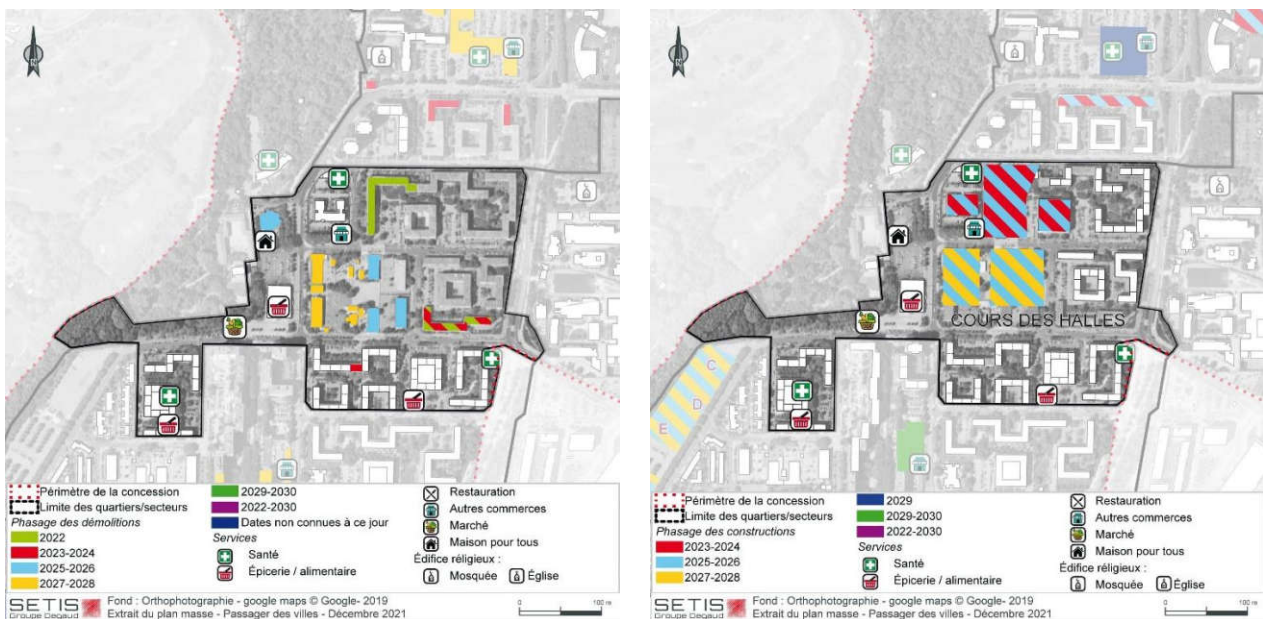 N
Périmètre de la concession
Limite des quartiers/secteurs
Phasage des démolitions
2022
2023-2024
2025-2026
2027-2028
2029-2030
2022-2030
Dates non connues à ce jour
Services
Santé
Épicerie / alimentaire
Restauration
Autres commerces
Marché
Maison pour tous
Édifice réligieux :
Mosquée
Église
SETIS
Groupe Degaud
Fond : Orthophotographie - google maps © Google- 2019
Extrait du plan masse - Passager des villes - Décembre 2021
0 100 m
N
COURS DES HALLES
C
D
E
Périmètre de la concession
Limite des quartiers/secteurs
Phasage des constructions
2023-2024
2025-2026
2027-2028
2029
2029-2030
2022-2030
Services
Santé
Épicerie / alimentaire
Restauration
Autres commerces
Marché
Maison pour tous
Édifice réligieux :
Mosquée
Église
SETIS
Groupe Degaud
Fond : Orthophotographie - google maps © Google- 2019
Extrait du plan masse - Passager des villes - Décembre 2021
0 100 m